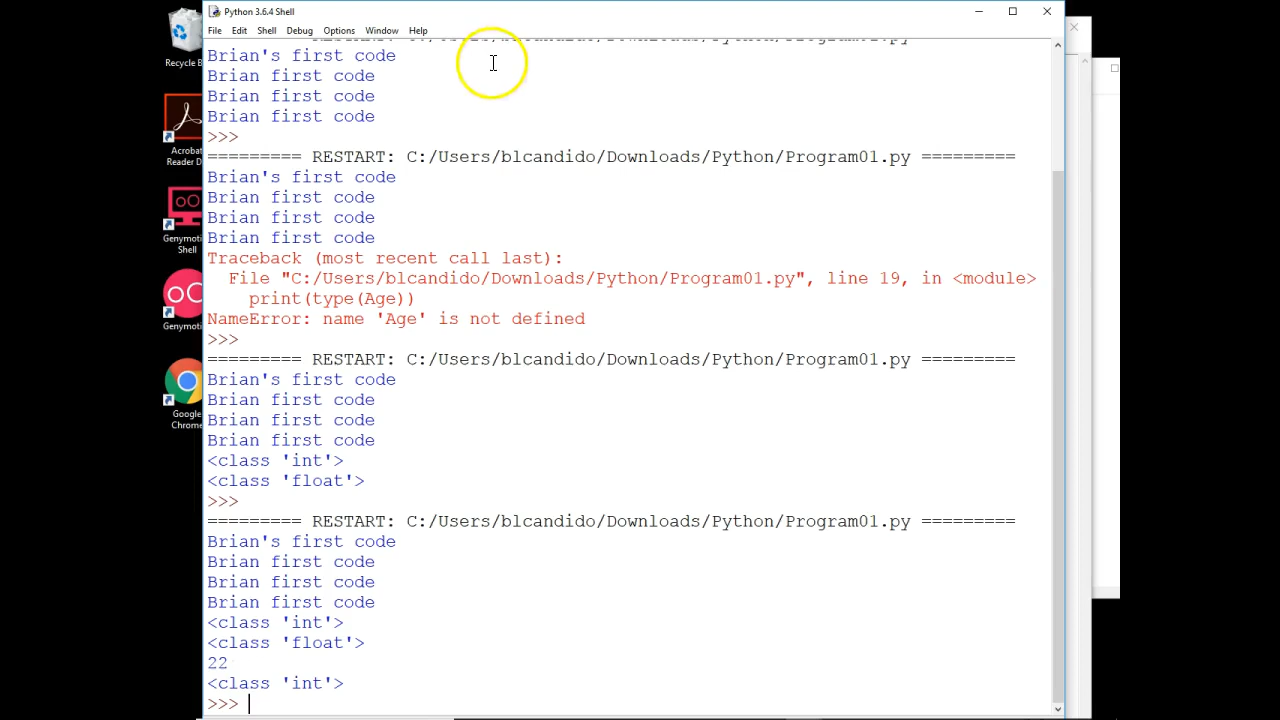 Python 3.6.4 Shell
File Edit Shell Debug Options Window Help
Recycle B
Acrobat
Reader D
Genymoti
Shell
Genymoti
Google
Chrome
Brian's first code
Brian first code
Brian first code
Brian first code
>>>
========= RESTART: C:/Users/blcandido/Downloads/Python/Program01.py =========
Brian's first code
Brian first code
Brian first code
Brian first code
Traceback (most recent call last):
File "C:/Users/blcandido/Downloads/Python/Program01.py", line 19, in <module>
print(type(Age))
NameError: name 'Age' is not defined
>>>
========= RESTART: C:/Users/blcandido/Downloads/Python/Program01.py =========
Brian's first code
Brian first code
Brian first code
Brian first code
<class 'int'>
<class 'float'>
>>>
========= RESTART: C:/Users/blcandido/Downloads/Python/Program01.py =========
Brian's first code
Brian first code
Brian first code
Brian first code
<class 'int'>
<class 'float'>
22
<class 'int'>
>>>